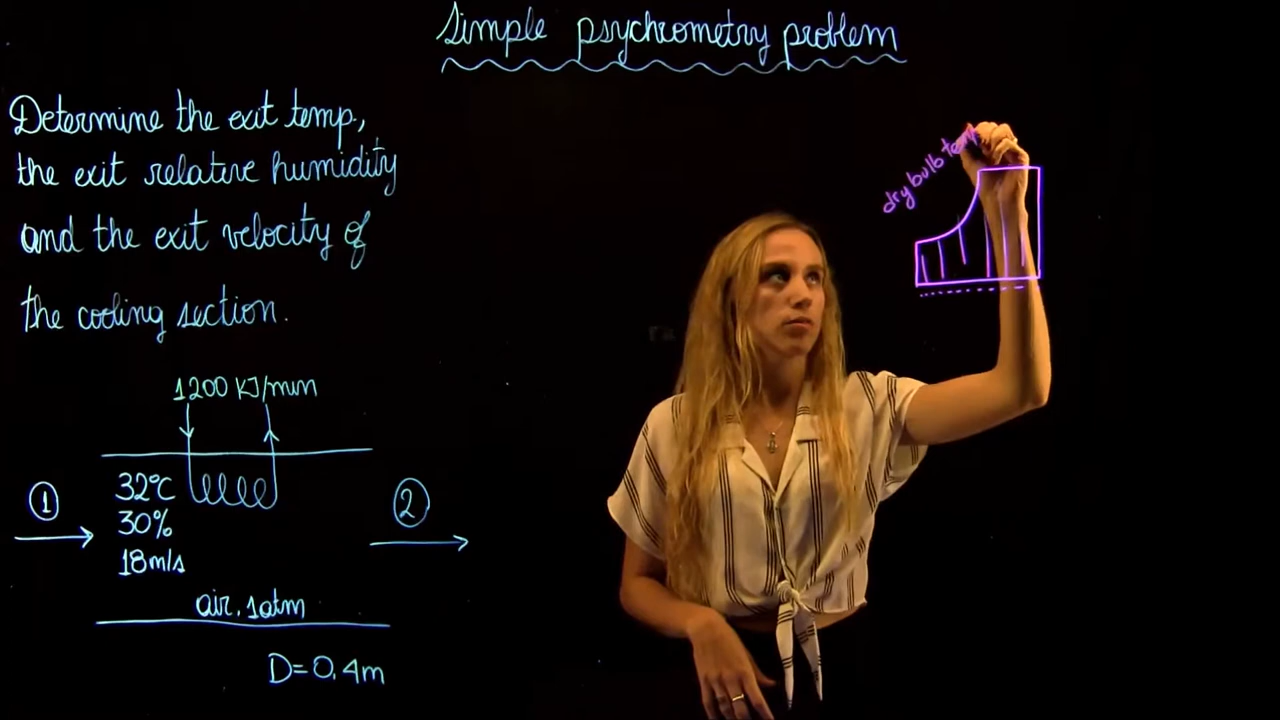 Simple psychrometry problem
Determine the exit temp,
the exit relative humidity
and the exit velocity of
the cooling section.
1200 KJ/min
1
32°C
30%
18m/s
2
air, 1atm
D=0.4m
dry bulb temp